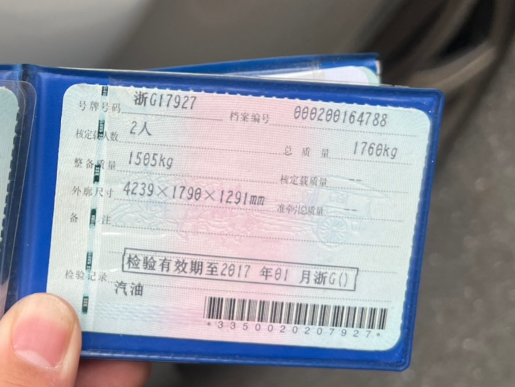 号牌号码 浙G17927 档案编号 000200164788
核定载人数 2人 总质量 1760kg
整备质量 1505kg 核定载质量 --
外廓尺寸 4239×1790×1291mm 准牵引总质量 --
备注
检验有效期至2017 年01 月浙G()
检验记录
汽油
*3350020207927*